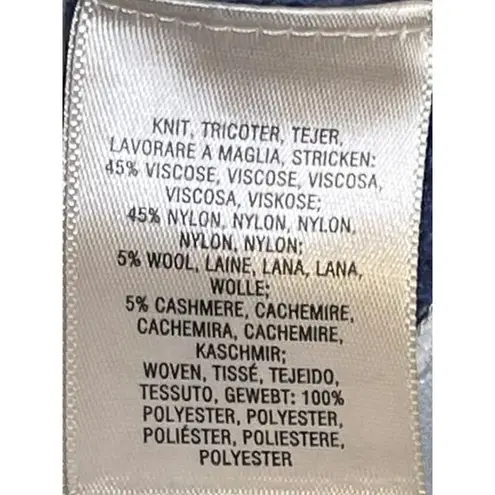 KNIT, TRICOTER, TEJER,
LAVORARE A MAGLIA, STRICKEN:
45% VISCOSE, VISCOSE, VISCOSA,
VISCOSA, VISKOSE;
45% NYLON, NYLON, NYLON,
NYLON, NYLON;
5% WOOL, LAINE, LANA, LANA,
WOLLE;
5% CASHMERE, CACHEMIRE,
CACHEMIRA, CACHEMIRE,
KASCHMIR;
WOVEN, TISSÉ, TEJEIDO,
TESSUTO, GEWEBT: 100%
POLYESTER, POLYESTER,
POLIÉSTER, POLIESTERE,
POLYESTER